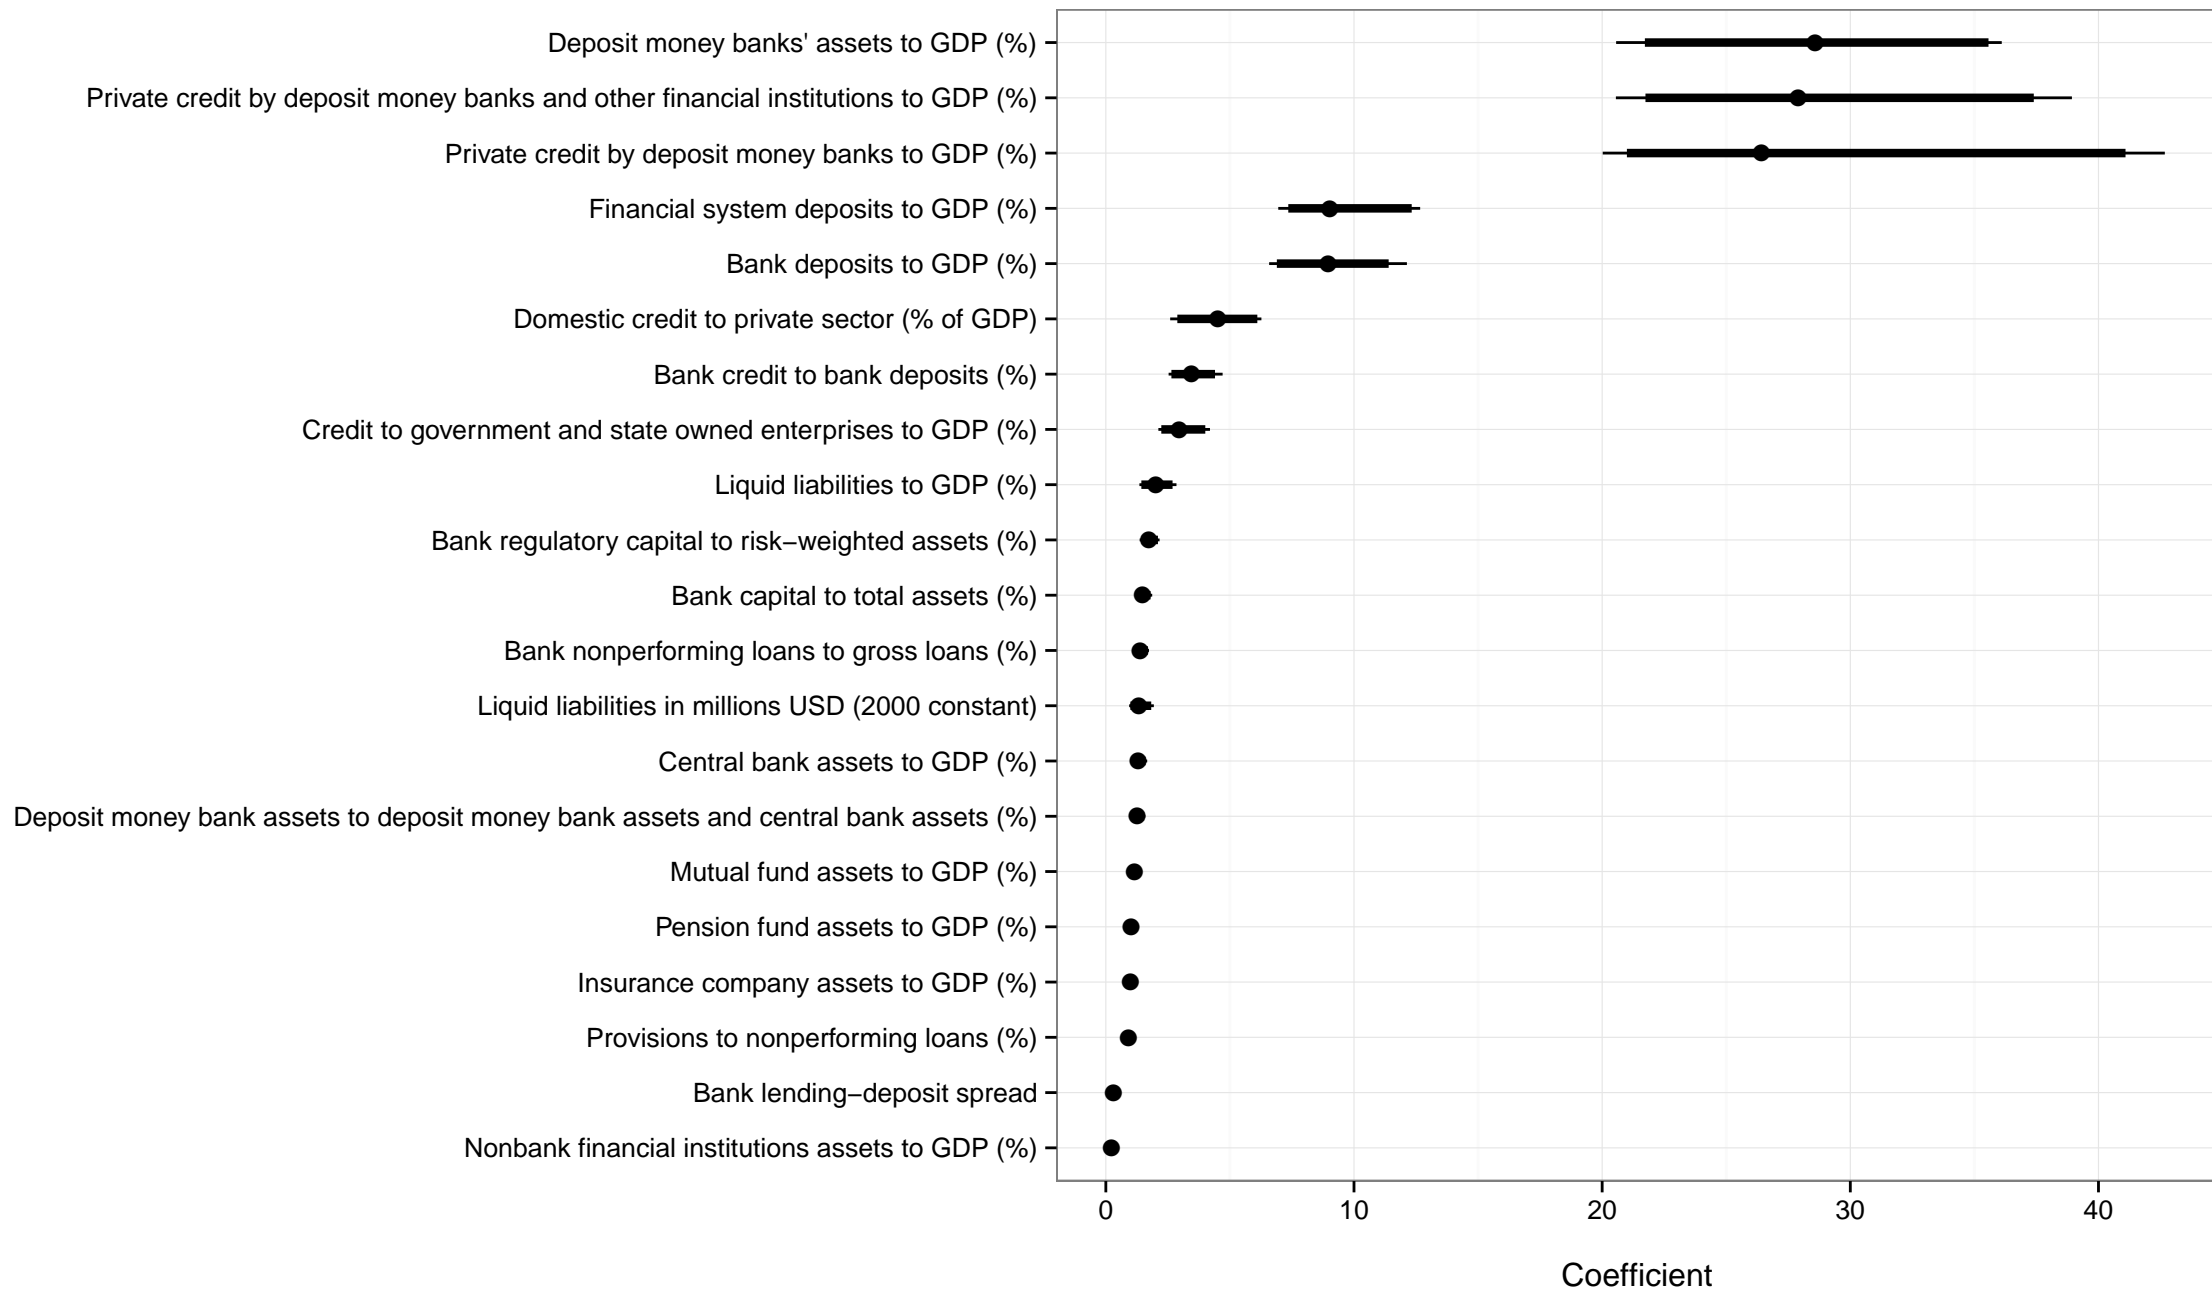 Deposit money banks' assets to GDP (%)
Private credit by deposit money banks and other financial institutions to GDP (%)
Private credit by deposit money banks to GDP (%)
Financial system deposits to GDP (%)
Bank deposits to GDP (%)
Domestic credit to private sector (% of GDP)
Bank credit to bank deposits (%)
Credit to government and state owned enterprises to GDP (%)
Liquid liabilities to GDP (%)
Bank regulatory capital to risk−weighted assets (%)
Bank capital to total assets (%)
Bank nonperforming loans to gross loans (%)
Liquid liabilities in millions USD (2000 constant)
Central bank assets to GDP (%)
Deposit money bank assets to deposit money bank assets and central bank assets (%)
Mutual fund assets to GDP (%)
Pension fund assets to GDP (%)
Insurance company assets to GDP (%)
Provisions to nonperforming loans (%)
Bank lending−deposit spread
Nonbank financial institutions assets to GDP (%)
0 10 20 30 40
Coefficient